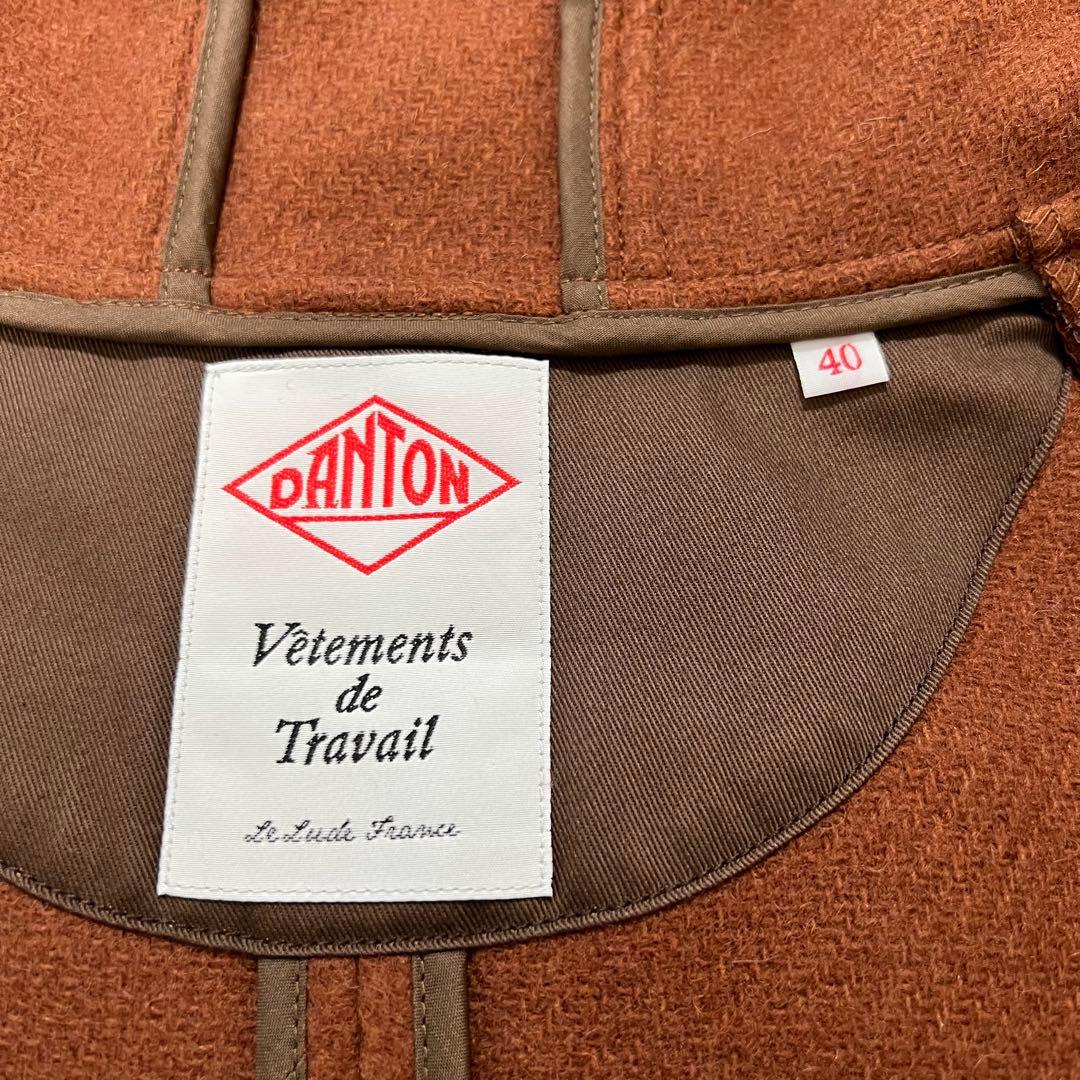 DANTON
40
Vêtements
de
Travail
Le Lude France